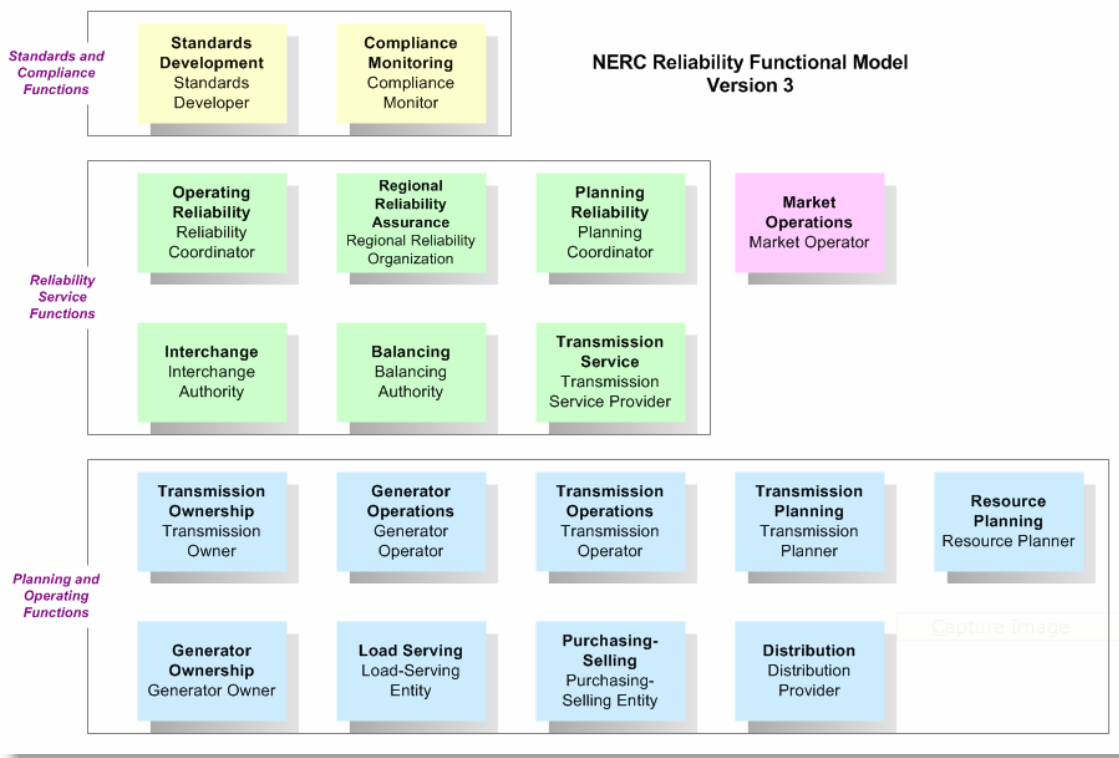 Standards and
Compliance
Functions
Standards
Development
Standards
Developer
Compliance
Monitoring
Compliance
Monitor
NERC Reliability Functional Model
Version 3
Reliability
Service
Functions
Operating
Reliability
Reliability
Coordinator
Regional
Reliability
Assurance
Regional Reliability
Organization
Planning
Reliability
Planning
Coordinator
Market
Operations
Market Operator
Interchange
Interchange
Authority
Balancing
Balancing
Authority
Transmission
Service
Transmission
Service Provider
Planning and
Operating
Functions
Transmission
Ownership
Transmission
Owner
Generator
Operations
Generator
Operator
Transmission
Operations
Transmission
Operator
Transmission
Planning
Transmission
Planner
Resource
Planning
Resource Planner
Capture Image
Generator
Ownership
Generator Owner
Load Serving
Load-Serving
Entity
Purchasing-
Selling
Purchasing-
Selling Entity
Distribution
Distribution
Provider